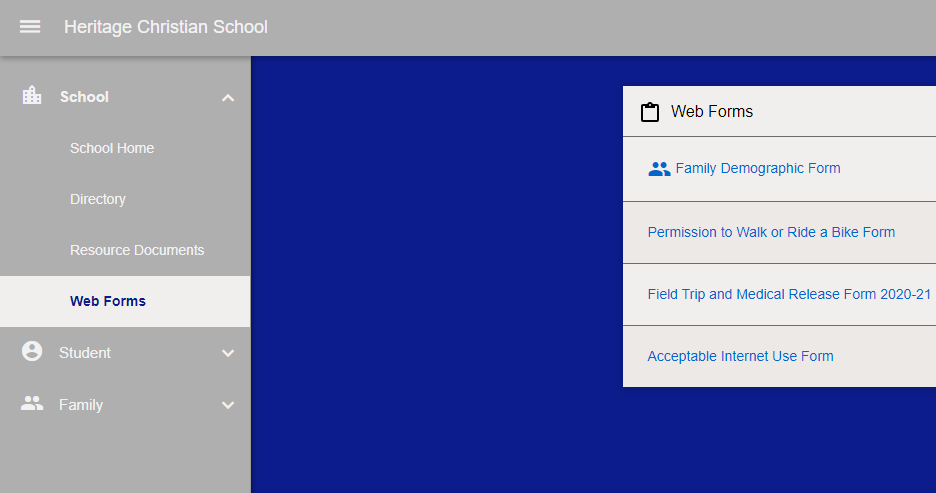 Heritage Christian School
School
School Home
Directory
Resource Documents
Web Forms
Student
Family
Web Forms
Family Demographic Form
Permission to Walk or Ride a Bike Form
Field Trip and Medical Release Form 2020-21
Acceptable Internet Use Form